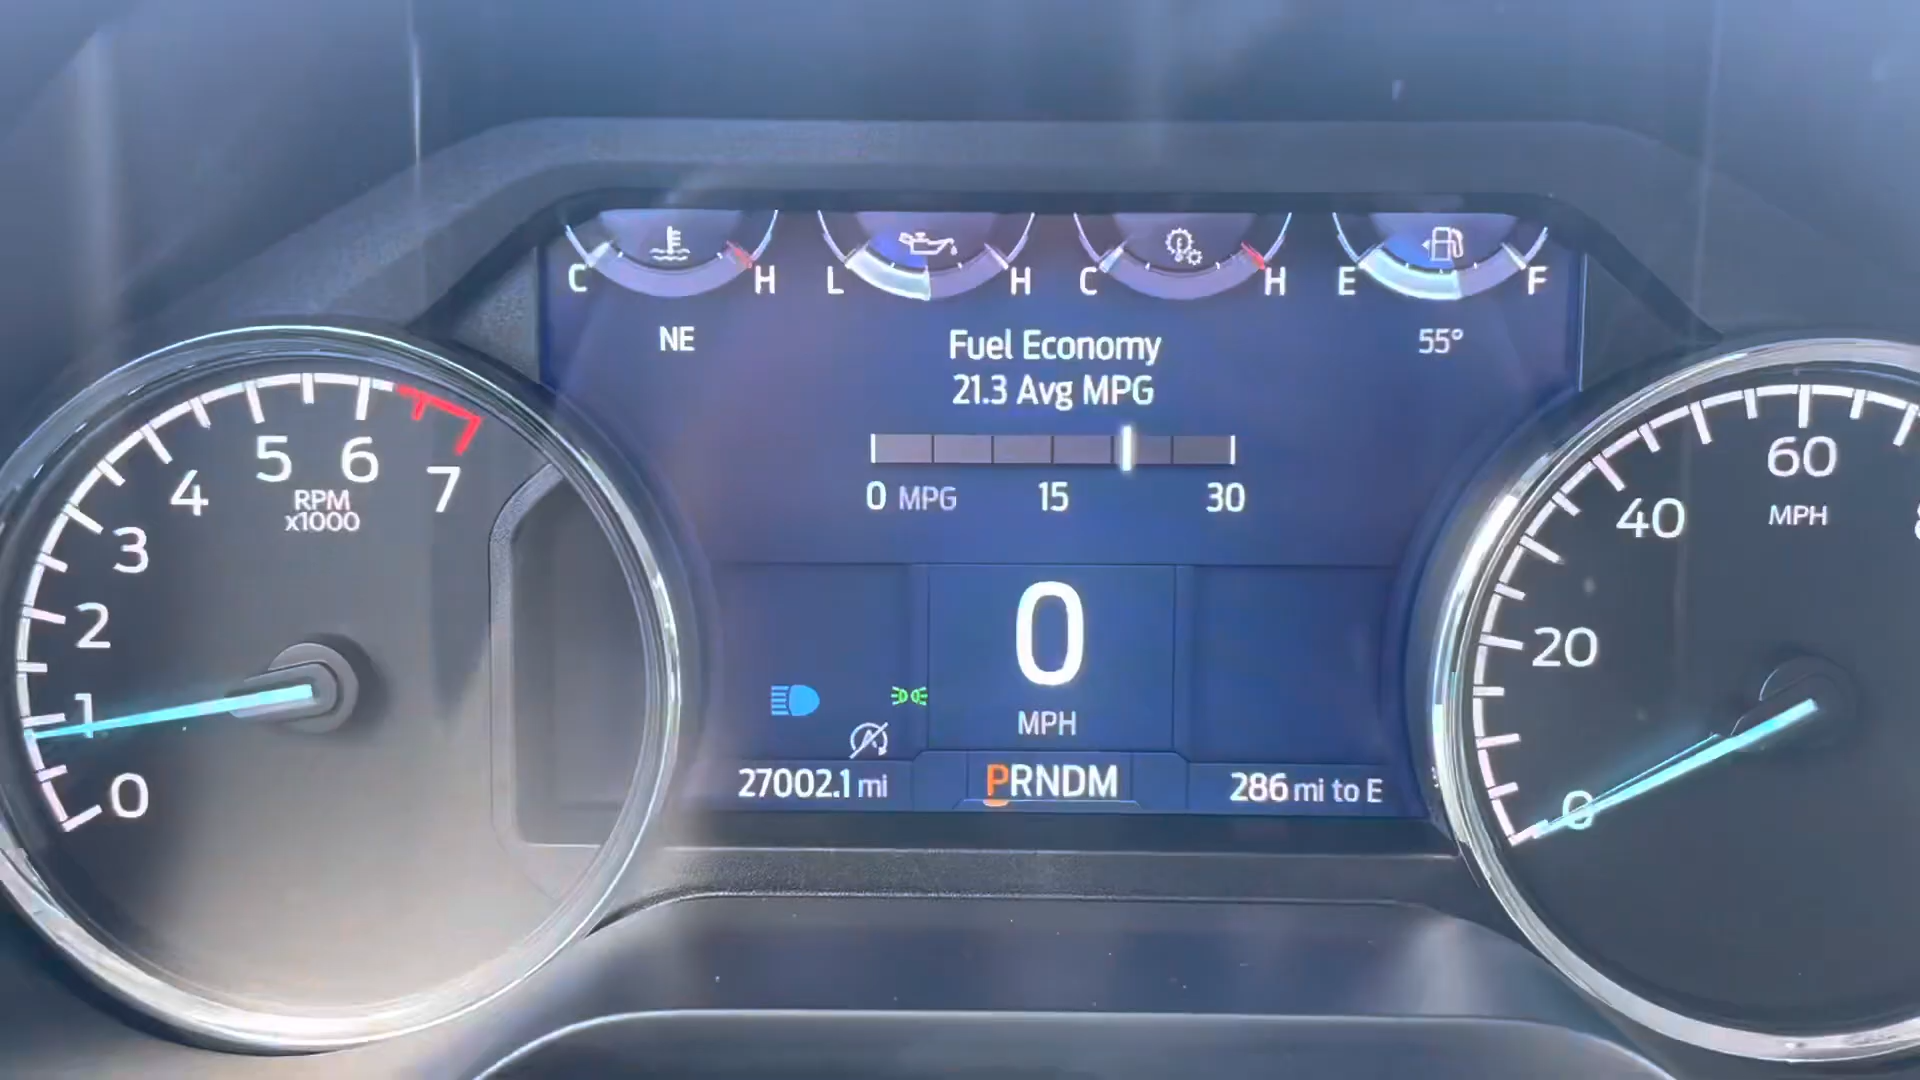 C H
L H
C H
E F
NE
55°
Fuel Economy
21.3 Avg MPG
0 MPG 15 30
0
1
2
3
4
5
6
7
RPM
x1000
0
MPH
27002.1 mi
PRNDM
286 mi to E
0
20
40
60
MPH